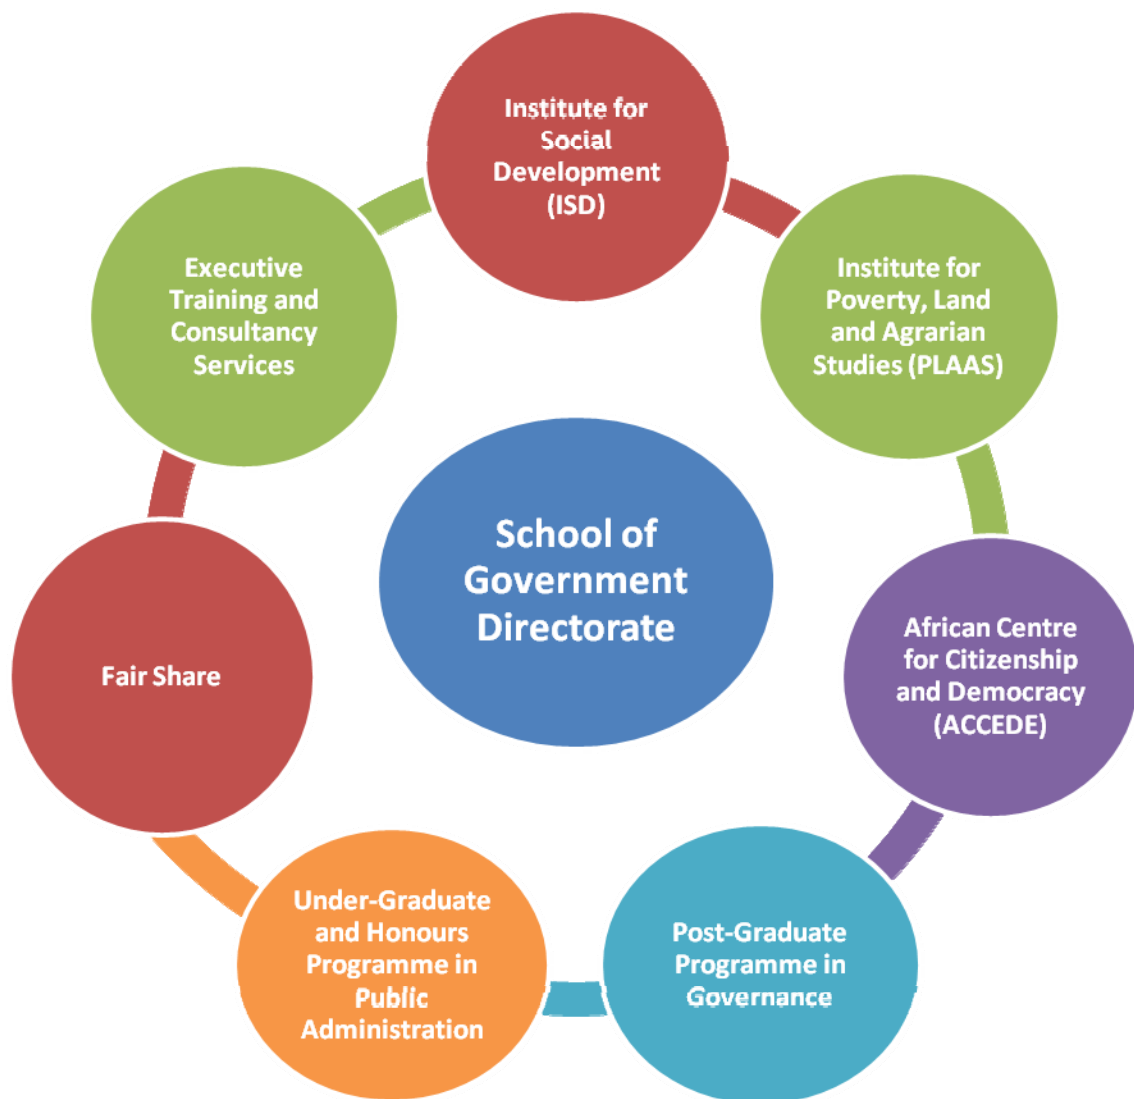 Institute for
Social
Development
(ISD)
Institute for
Poverty, Land
and Agrarian
Studies (PLAAS)
African Centre
for Citizenship
and Democracy
(ACCEDE)
Post-Graduate
Programme in
Governance
Under-Graduate
and Honours
Programme in
Public
Administration
Fair Share
Executive
Training and
Consultancy
Services
School of
Government
Directorate